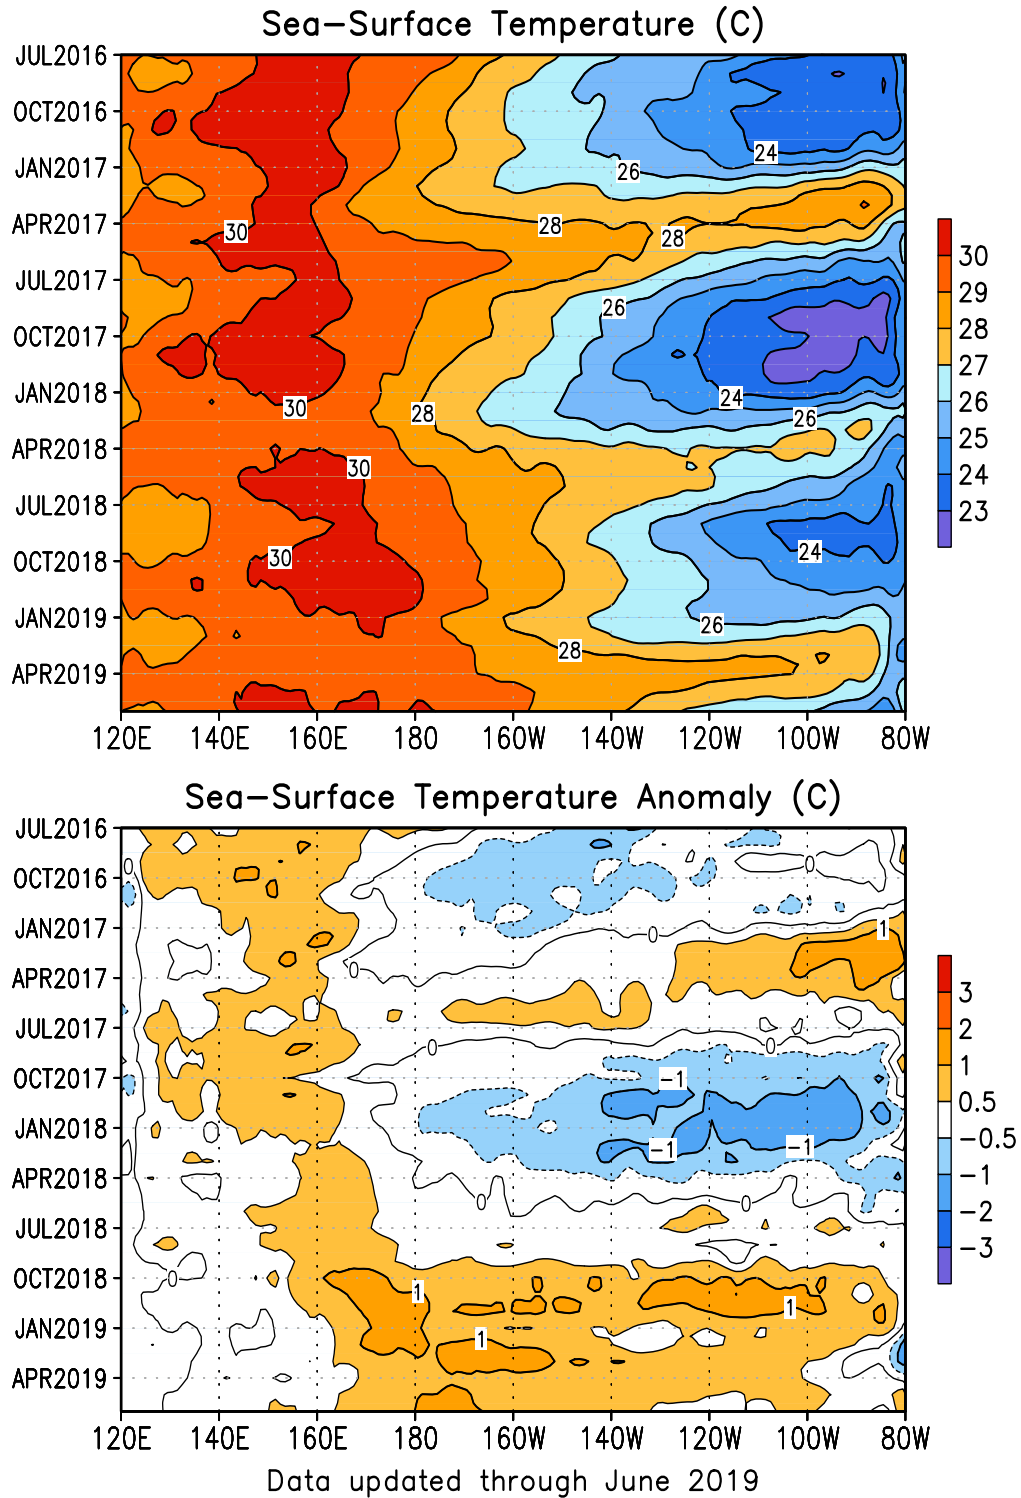 Sea-Surface Temperature (C)
JUL2016
OCT2016
JAN2017
APR2017
JUL2017
OCT2017
JAN2018
APR2018
JUL2018
OCT2018
JAN2019
APR2019
24
26
30
28
28
26
24
30
28
26
30
30
24
26
28
120E 140E 160E 180 160W 140W 120W 100W 80W
30
29
28
27
26
25
24
23
Sea-Surface Temperature Anomaly (C)
JUL2016
OCT2016
JAN2017
APR2017
JUL2017
OCT2017
JAN2018
APR2018
JUL2018
OCT2018
JAN2019
APR2019
0
0
1
0
0
0
0
-1
-1
-1
0
0
0
1
1
1
120E 140E 160E 180 160W 140W 120W 100W 80W
3
2
1
0.5
-0.5
-1
-2
-3
Data updated through June 2019